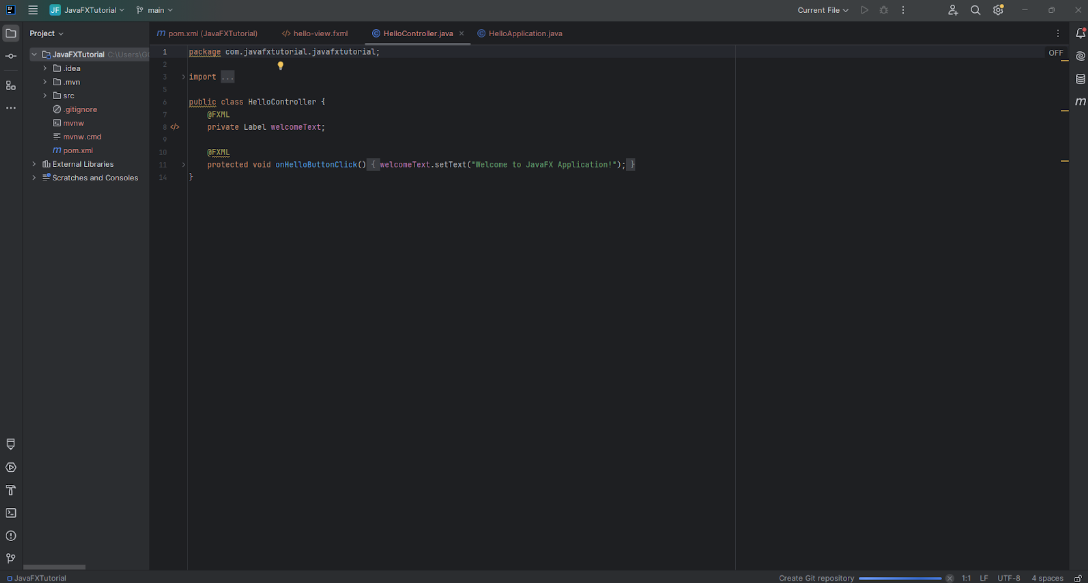 JF JavaFXTutorial main Current File
Project
pom.xml (JavaFXTutorial) hello-view.fxml HelloController.java HelloApplication.java
JavaFXTutorial
.idea
.mvn
src
.gitignore
mvnw
mvnw.cmd
pom.xml
External Libraries
Scratches and Consoles
OFF
1 package com.javafxtutorial.javafxtutorial;
2
3 import ...
5
6 public class HelloController {
7 @FXML
8 private Label welcomeText;
9
10 @FXML
11 protected void onHelloButtonClick() { welcomeText.setText("Welcome to JavaFX Application!"); }
14 }
JavaFXTutorial Create Git repository 1:1 LF UTF-8 4 spaces